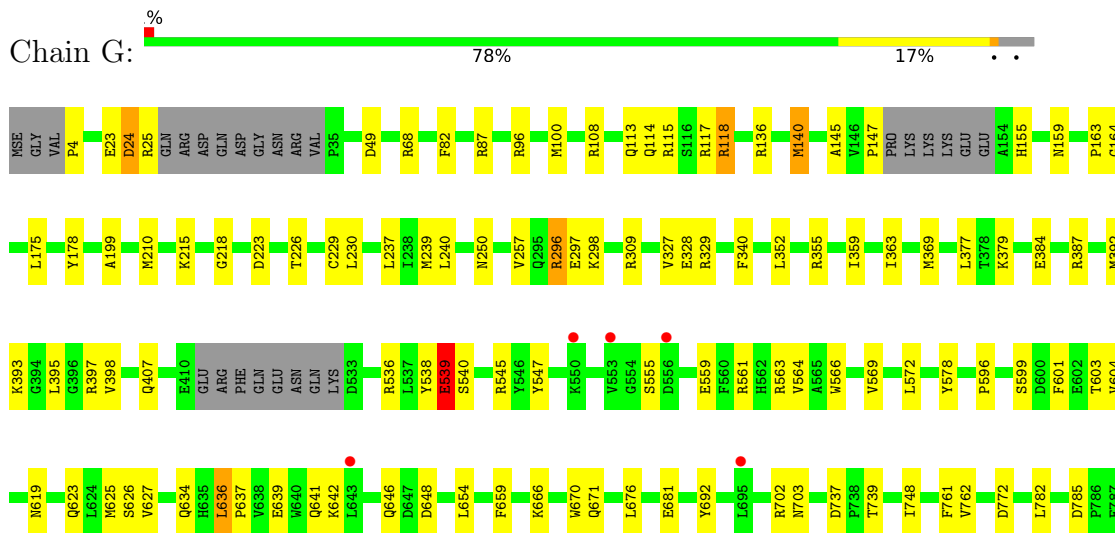 .%
Chain G:
78% 17% • •
MSE GLY VAL P4 E23 D24 R25 GLN ARG ASP GLN ASP GLY ASN ARG VAL P35 D49 R68 F82 R87 R96 M100 R108 Q113 Q114 R115 S116 R117 R118 R136 M140 A145 V146 P147 PRO LYS LYS LYS GLU GLU A154 H155 N159 P163
L175 Y178 A199 M210 K215 G218 D223 T226 C229 L230 L237 I238 M239 L240 N250 V257 Q295 R296 E297 K298 R309 V327 E328 R329 F340 L352 R355 I359 I363 M369 L377 T378 K379 E384 R387
K393 G394 L395 G396 R397 V398 Q407 E410 GLU ARG PHE GLN GLU ASN GLN LYS D533 R536 L537 Y538 E539 S540 R545 Y546 Y547 K550 V553 G554 S555 D556 E559 F560 R561 H562 R563 V564 A565 W566 V569 L572 Y578 P596 S599 D600 F601 E602 T603
N619 Q623 L624 M625 S626 V627 Q634 H635 L636 P637 V638 E639 W640 Q641 K642 L643 Q646 D647 D648 L654 F659 K666 W670 Q671 L676 E681 Y692 L695 R702 N703 D737 P738 T739 I748 F761 V762 D772 L782 D785 P786